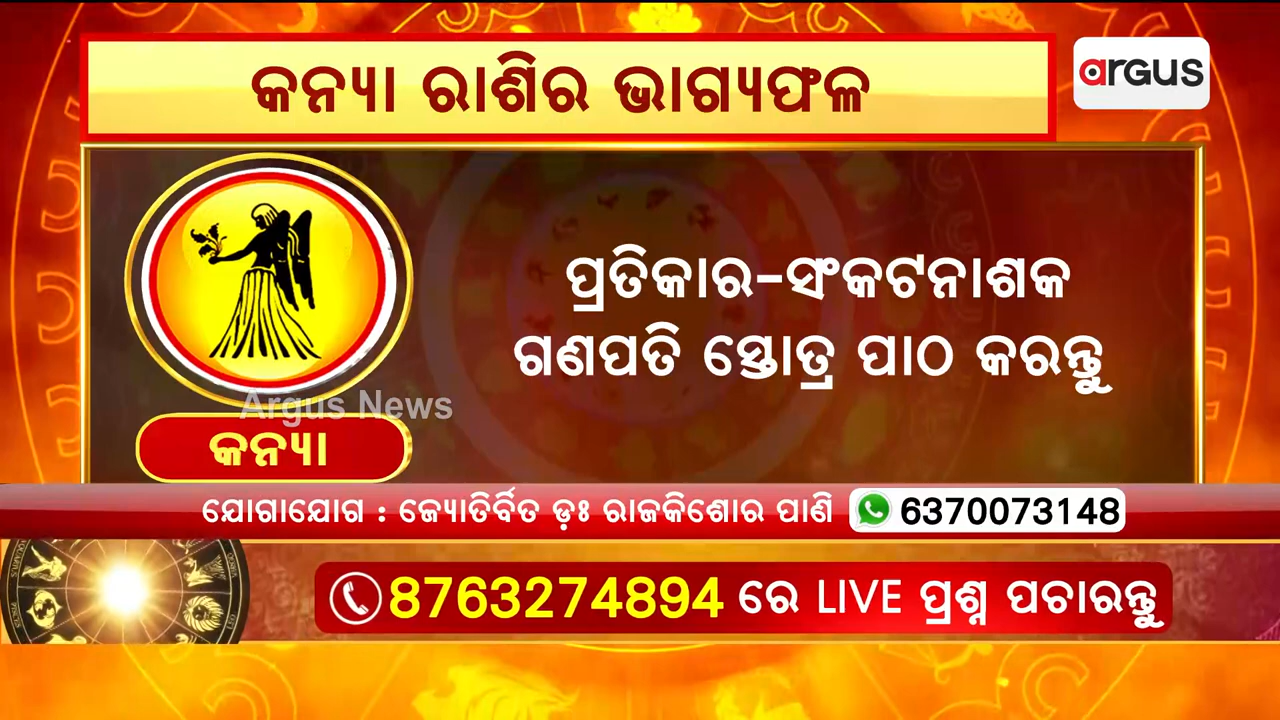 କନ୍ୟା ରାଶିର ଭାଗ୍ୟଫଳ
argus
ପ୍ରତିକାର-ସଂକଟନାଶକ
ଗଣପତି ସ୍ତୋତ୍ର ପାଠ କରନ୍ତୁ
Argus News
କନ୍ୟା
ଯୋଗାଯୋଗ : ଜ୍ୟୋତିର୍ବିତ ଡ଼ଃ ରାଜକିଶୋର ପାଣି 6370073148
8763274894 ରେ LIVE ପ୍ରଶ୍ନ ପଚାରନ୍ତୁ